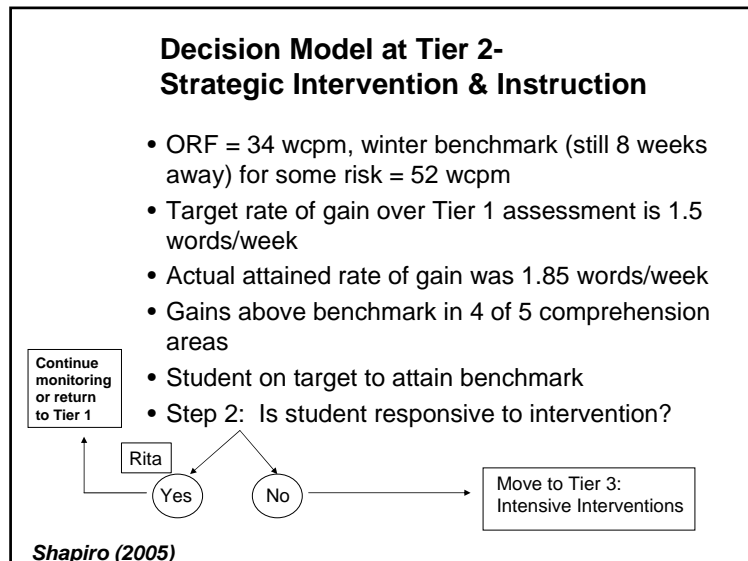 Decision Model at Tier 2-
Strategic Intervention & Instruction
• ORF = 34 wcpm, winter benchmark (still 8 weeks
away) for some risk = 52 wcpm
• Target rate of gain over Tier 1 assessment is 1.5
words/week
• Actual attained rate of gain was 1.85 words/week
• Gains above benchmark in 4 of 5 comprehension
areas
• Student on target to attain benchmark
• Step 2: Is student responsive to intervention?
Continue
monitoring
or return
to Tier 1
Rita
Yes
No
Move to Tier 3:
Intensive Interventions
Shapiro (2005)